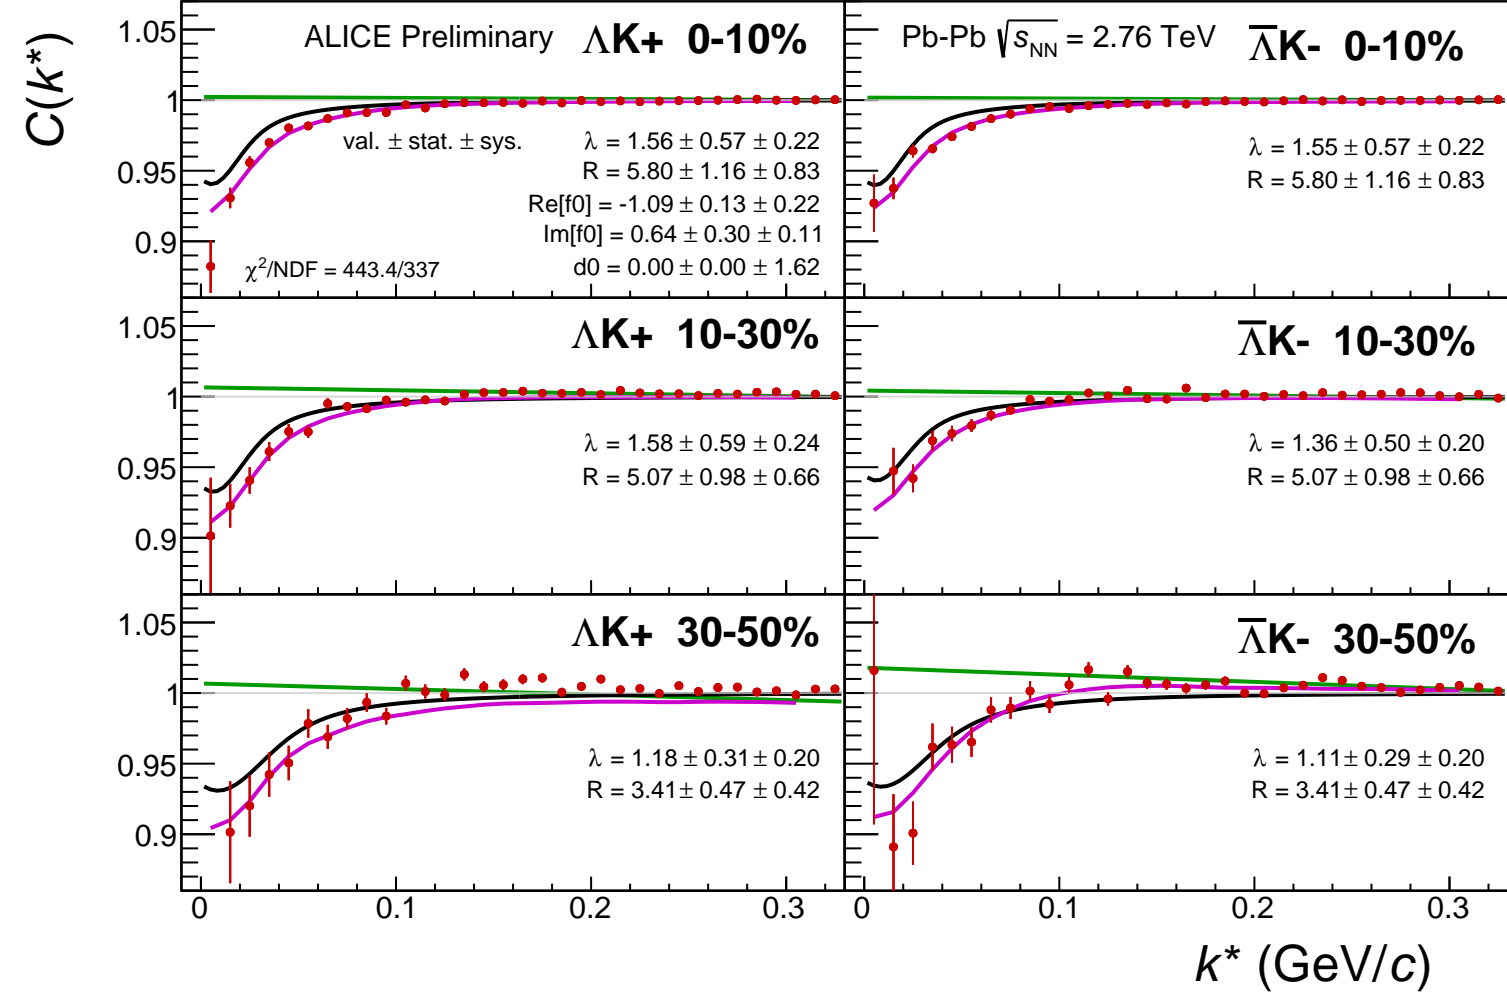 C(k*)
ALICE Preliminary ΛK+ 0-10%
val. ± stat. ± sys.
λ = 1.56 ± 0.57 ± 0.22
R = 5.80 ± 1.16 ± 0.83
Re[f0] = -1.09 ± 0.13 ± 0.22
Im[f0] = 0.64 ± 0.30 ± 0.11
d0 = 0.00 ± 0.00 ± 1.62
χ²/NDF = 443.4/337
1.05
1
0.95
0.9
Pb-Pb √sNN = 2.76 TeV Λ̅K- 0-10%
λ = 1.55 ± 0.57 ± 0.22
R = 5.80 ± 1.16 ± 0.83
ΛK+ 10-30%
λ = 1.58 ± 0.59 ± 0.24
R = 5.07 ± 0.98 ± 0.66
1.05
1
0.95
0.9
Λ̅K- 10-30%
λ = 1.36 ± 0.50 ± 0.20
R = 5.07 ± 0.98 ± 0.66
ΛK+ 30-50%
λ = 1.18 ± 0.31 ± 0.20
R = 3.41 ± 0.47 ± 0.42
1.05
1
0.95
0.9
Λ̅K- 30-50%
λ = 1.11 ± 0.29 ± 0.20
R = 3.41 ± 0.47 ± 0.42
0 0.1 0.2 0.3
0 0.1 0.2 0.3
k* (GeV/c)